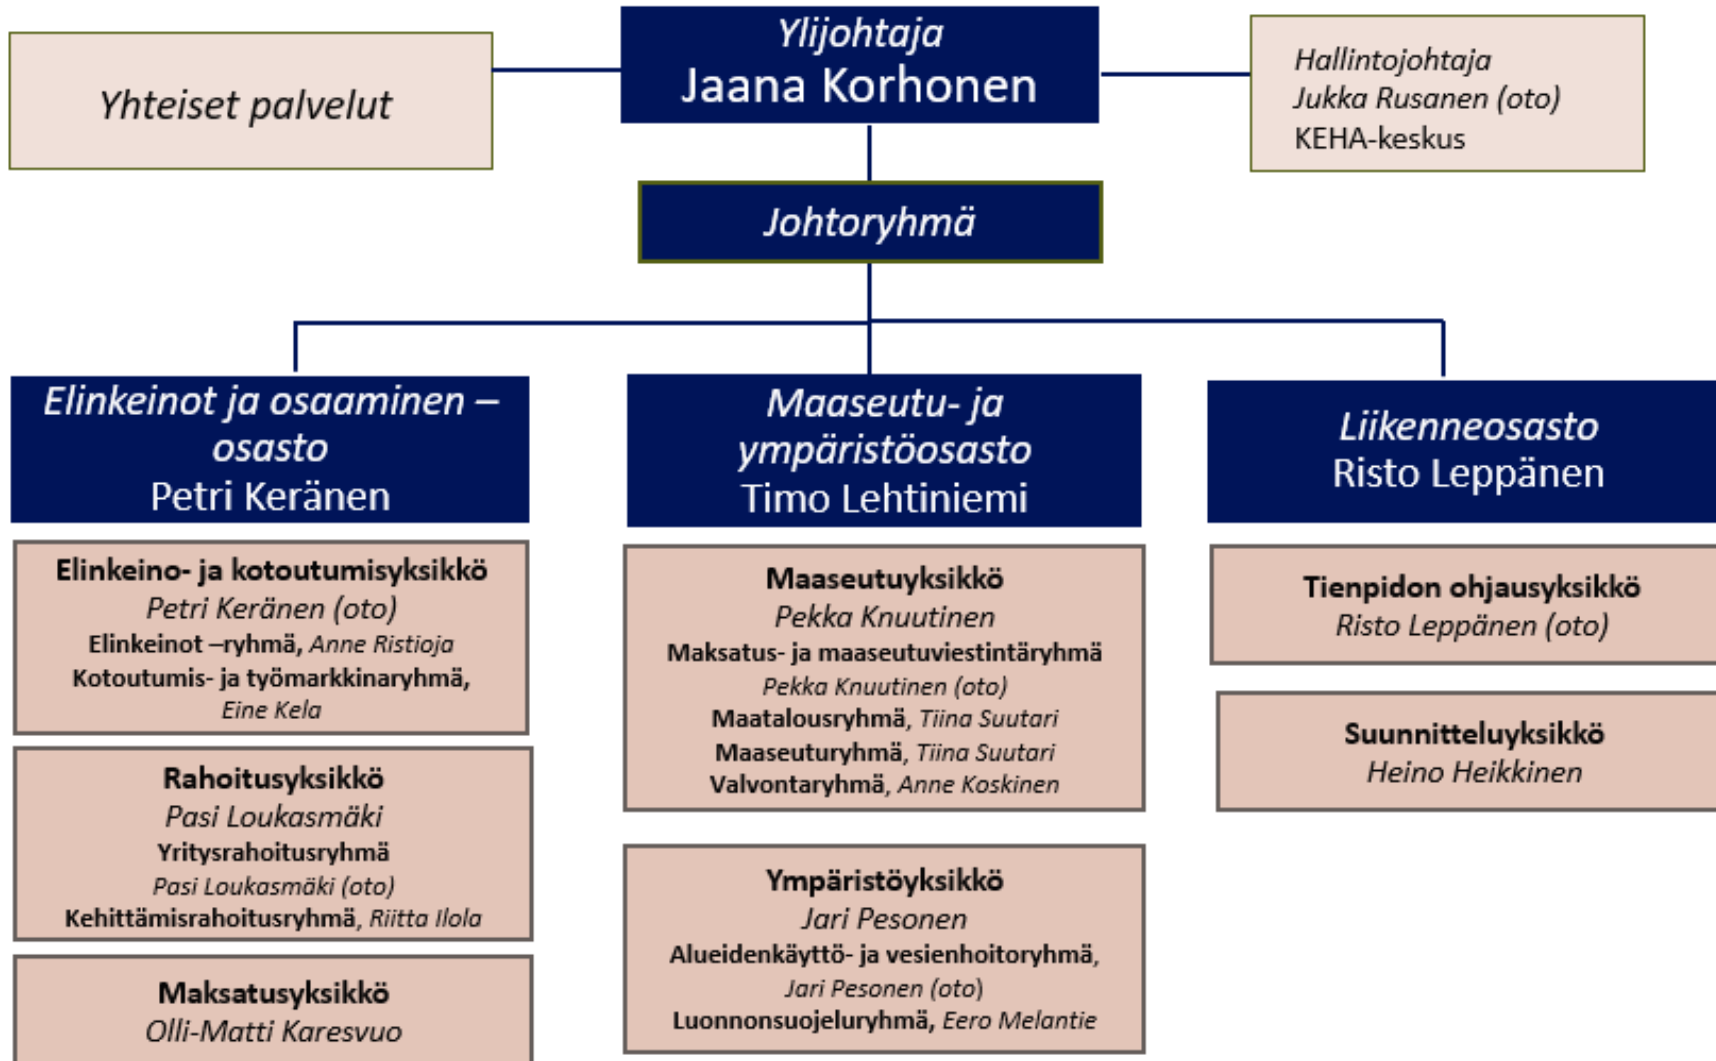 Yhteiset palvelut
Ylijohtaja
Jaana Korhonen
Hallintojohtaja
Jukka Rusanen (oto)
KEHA-keskus
Johtoryhmä
Elinkeinot ja osaaminen –
osasto
Petri Keränen
Elinkeino- ja kotoutumisyksikkö
Petri Keränen (oto)
Elinkeinot –ryhmä, Anne Ristioja
Kotoutumis- ja työmarkkinaryhmä,
Eine Kela
Rahoitusyksikkö
Pasi Loukasmäki
Yritysrahoitusryhmä
Pasi Loukasmäki (oto)
Kehittämisrahoitusryhmä, Riitta Ilola
Maksatusyksikkö
Olli-Matti Karesvuo
Maaseutu- ja
ympäristöosasto
Timo Lehtiniemi
Maaseutuyksikkö
Pekka Knuutinen
Maksatus- ja maaseutuviestintäryhmä
Pekka Knuutinen (oto)
Maatalousryhmä, Tiina Suutari
Maaseuturyhmä, Tiina Suutari
Valvontaryhmä, Anne Koskinen
Ympäristöyksikkö
Jari Pesonen
Alueidenkäyttö- ja vesienhoitoryhmä,
Jari Pesonen (oto)
Luonnonsuojeluryhmä, Eero Melantie
Liikenneosasto
Risto Leppänen
Tienpidon ohjausyksikkö
Risto Leppänen (oto)
Suunnitteluyksikkö
Heino Heikkinen